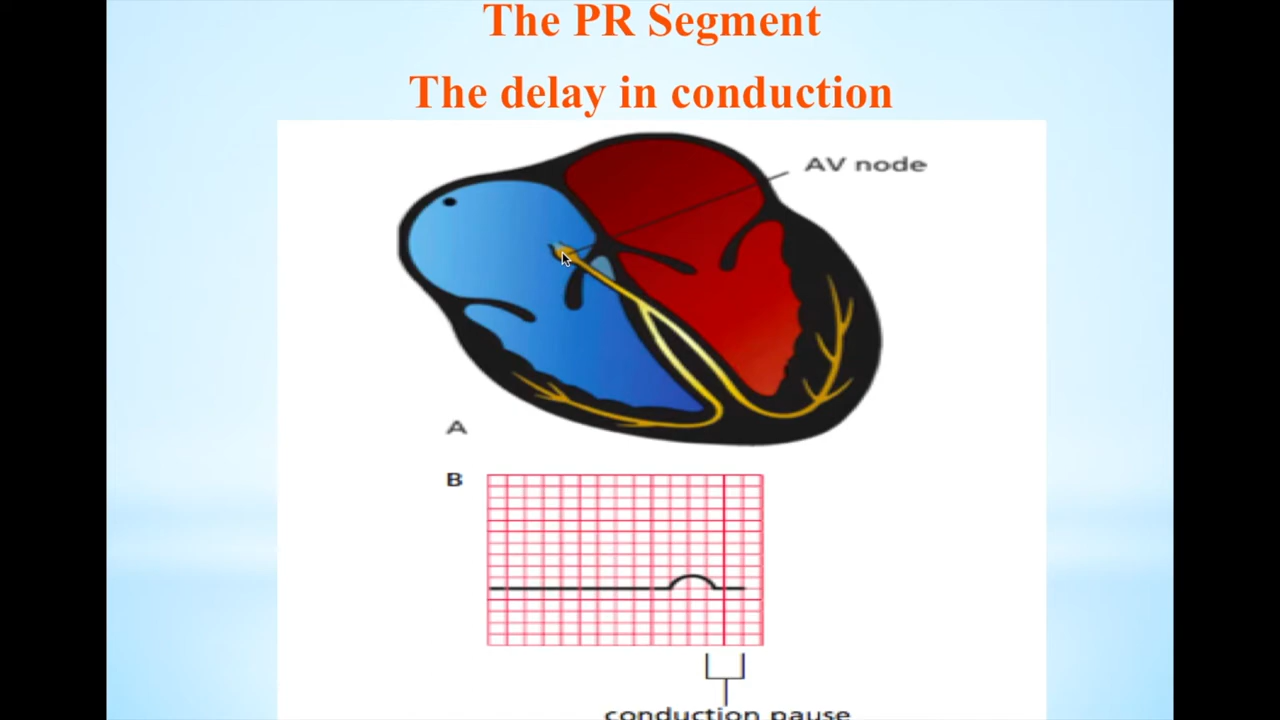 The PR Segment
The delay in conduction
AV node
A
B
conduction pause